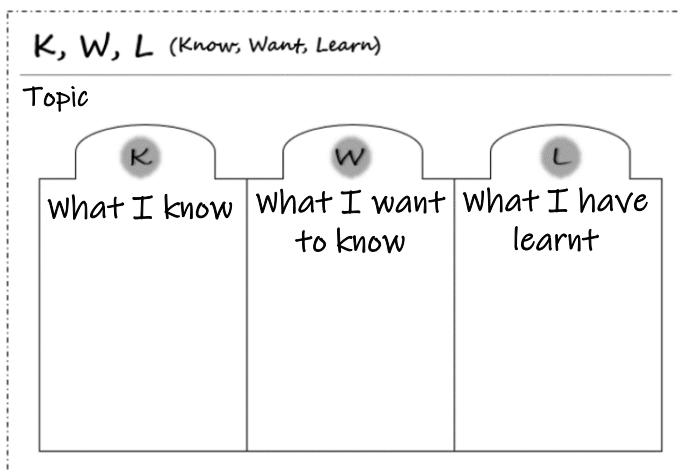 K, W, L (Know, Want, Learn)
Topic
K
W
L
What I know
What I want
to know
What I have
learnt